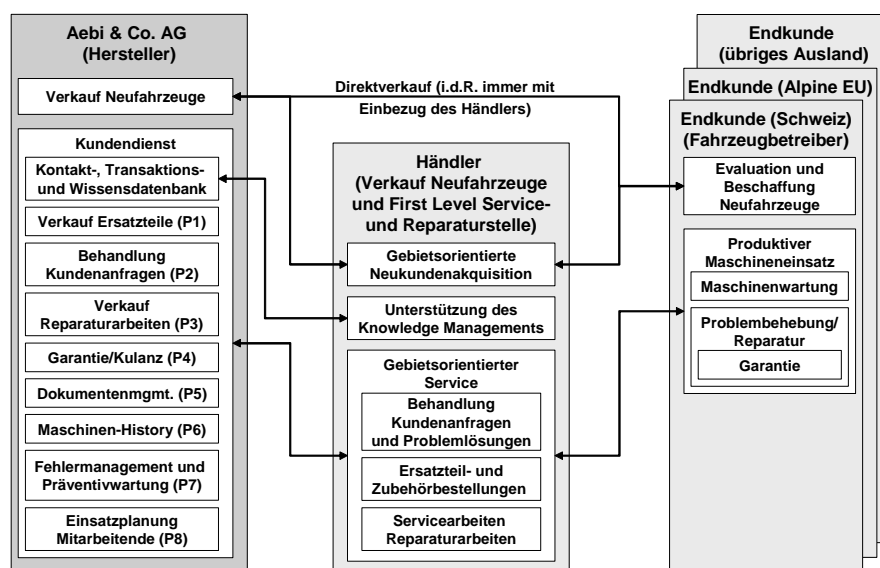 Aebi & Co. AG
(Hersteller)
Verkauf Neufahrzeuge
Kundendienst
Kontakt-, Transaktions-
und Wissensdatenbank
Verkauf Ersatzteile (P1)
Behandlung
Kundenanfragen (P2)
Verkauf
Reparaturarbeiten (P3)
Garantie/Kulanz (P4)
Dokumentenmgmt. (P5)
Maschinen-History (P6)
Fehlermanagement und
Präventivwartung (P7)
Einsatzplanung
Mitarbeitende (P8)
Direktverkauf (i.d.R. immer mit
Einbezug des Händlers)
Händler
(Verkauf Neufahrzeuge
und First Level Service-
und Reparaturstelle)
Gebietsorientierte
Neukundenakquisition
Unterstützung des
Knowledge Managements
Gebietsorientierter
Service
Behandlung
Kundenanfragen
und Problemlösungen
Ersatzteil- und
Zubehörbestellungen
Servicearbeiten
Reparaturarbeiten
Endkunde
(übriges Ausland)
Endkunde (Alpine EU)
Endkunde (Schweiz)
(Fahrzeugbetreiber)
Evaluation und
Beschaffung
Neufahrzeuge
Produktiver
Maschineneinsatz
Maschinenwartung
Problembehebung/
Reparatur
Garantie